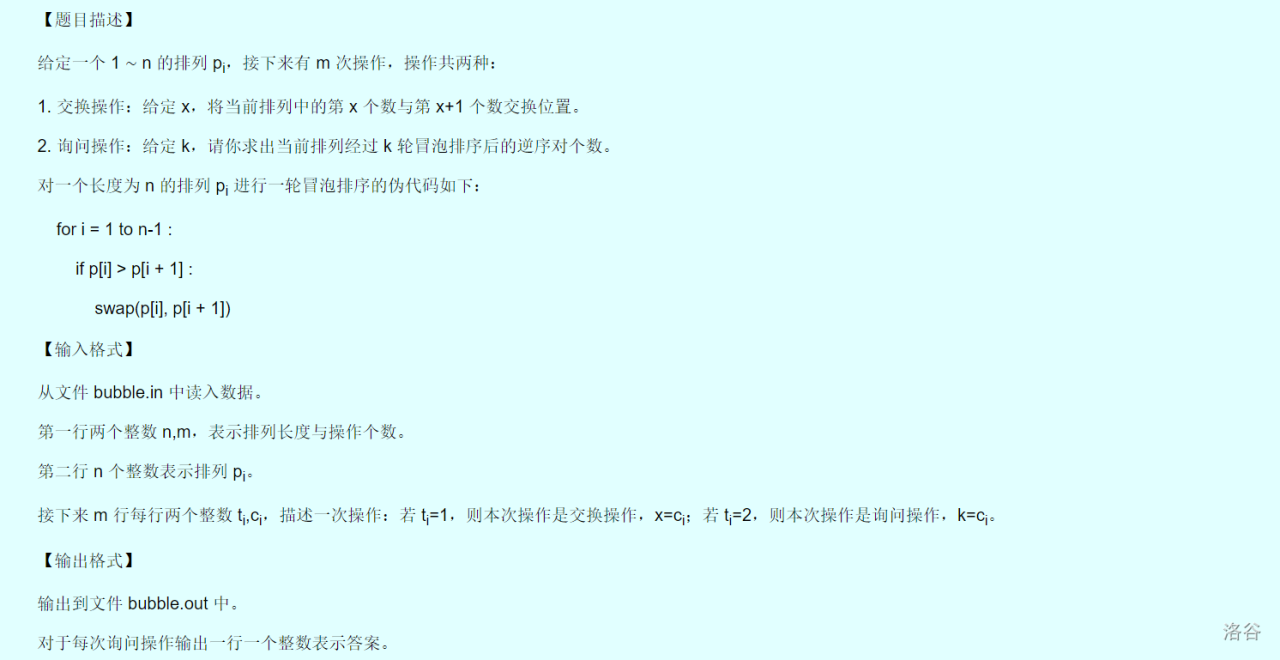 【题目描述】
给定一个 1 ~ n 的排列 pi，接下来有 m 次操作，操作共两种：
1. 交换操作：给定 x，将当前排列中的第 x 个数与第 x+1 个数交换位置。
2. 询问操作：给定 k，请你求出当前排列经过 k 轮冒泡排序后的逆序对个数。
对一个长度为 n 的排列 pi 进行一轮冒泡排序的伪代码如下：
for i = 1 to n-1 :
if p[i] > p[i + 1] :
swap(p[i], p[i + 1])
【输入格式】
从文件 bubble.in 中读入数据。
第一行两个整数 n,m，表示排列长度与操作个数。
第二行 n 个整数表示排列 pi。
接下来 m 行每行两个整数 ti,ci，描述一次操作：若 ti=1，则本次操作是交换操作，x=ci；若 ti=2，则本次操作是询问操作，k=ci。
【输出格式】
输出到文件 bubble.out 中。
对于每次询问操作输出一行一个整数表示答案。
洛谷